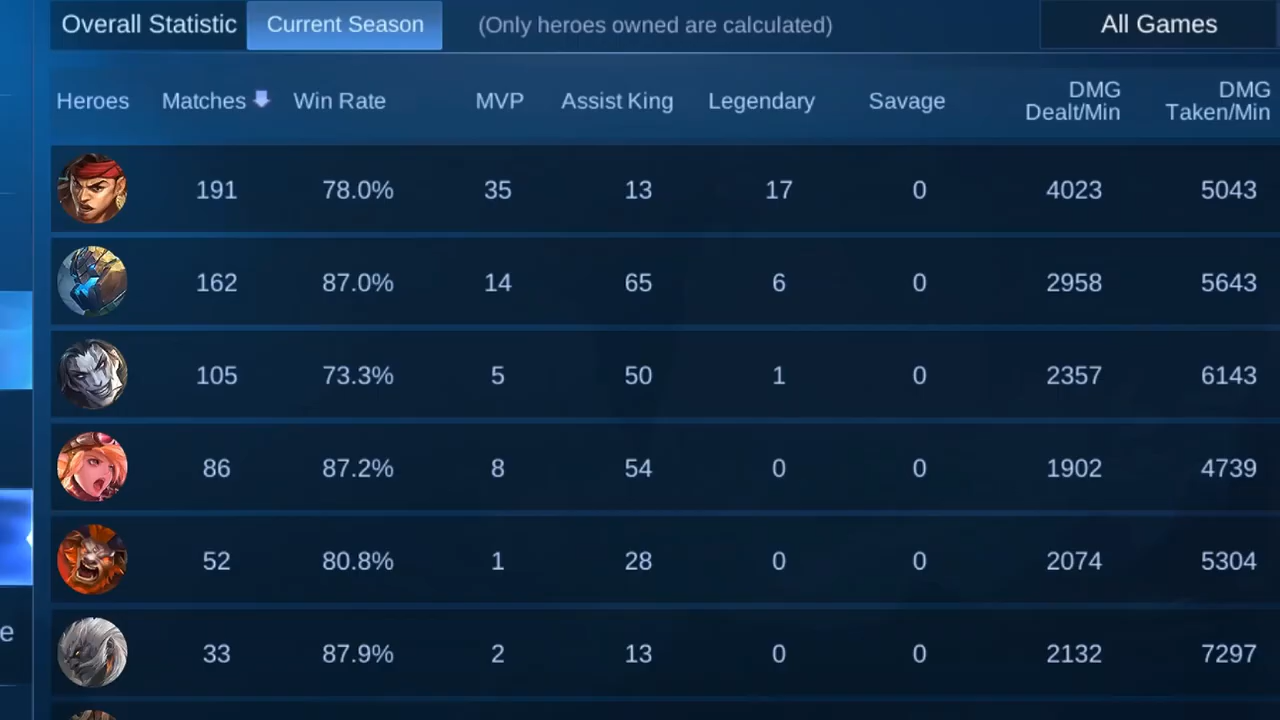 Overall Statistic Current Season (Only heroes owned are calculated) All Games
Heroes Matches Win Rate MVP Assist King Legendary Savage DMG Dealt/Min DMG Taken/Min
191 78.0% 35 13 17 0 4023 5043
162 87.0% 14 65 6 0 2958 5643
105 73.3% 5 50 1 0 2357 6143
86 87.2% 8 54 0 0 1902 4739
52 80.8% 1 28 0 0 2074 5304
e
33 87.9% 2 13 0 0 2132 7297